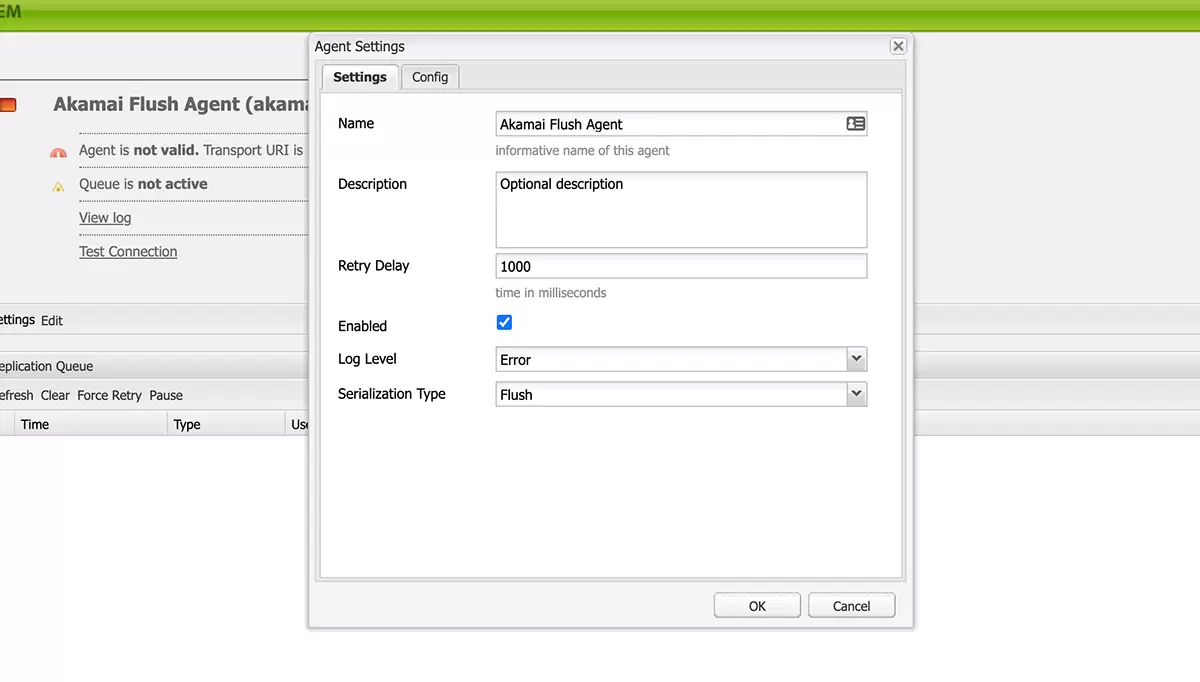 EM
Agent Settings
Settings Config
Akamai Flush Agent (akama
Agent is not valid. Transport URI is
Queue is not active
View log
Test Connection
ettings Edit
eplication Queue
efresh Clear Force Retry Pause
Time Type Use
Name Akamai Flush Agent
informative name of this agent
Description Optional description
Retry Delay 1000
time in milliseconds
Enabled
Log Level Error
Serialization Type Flush
OK Cancel